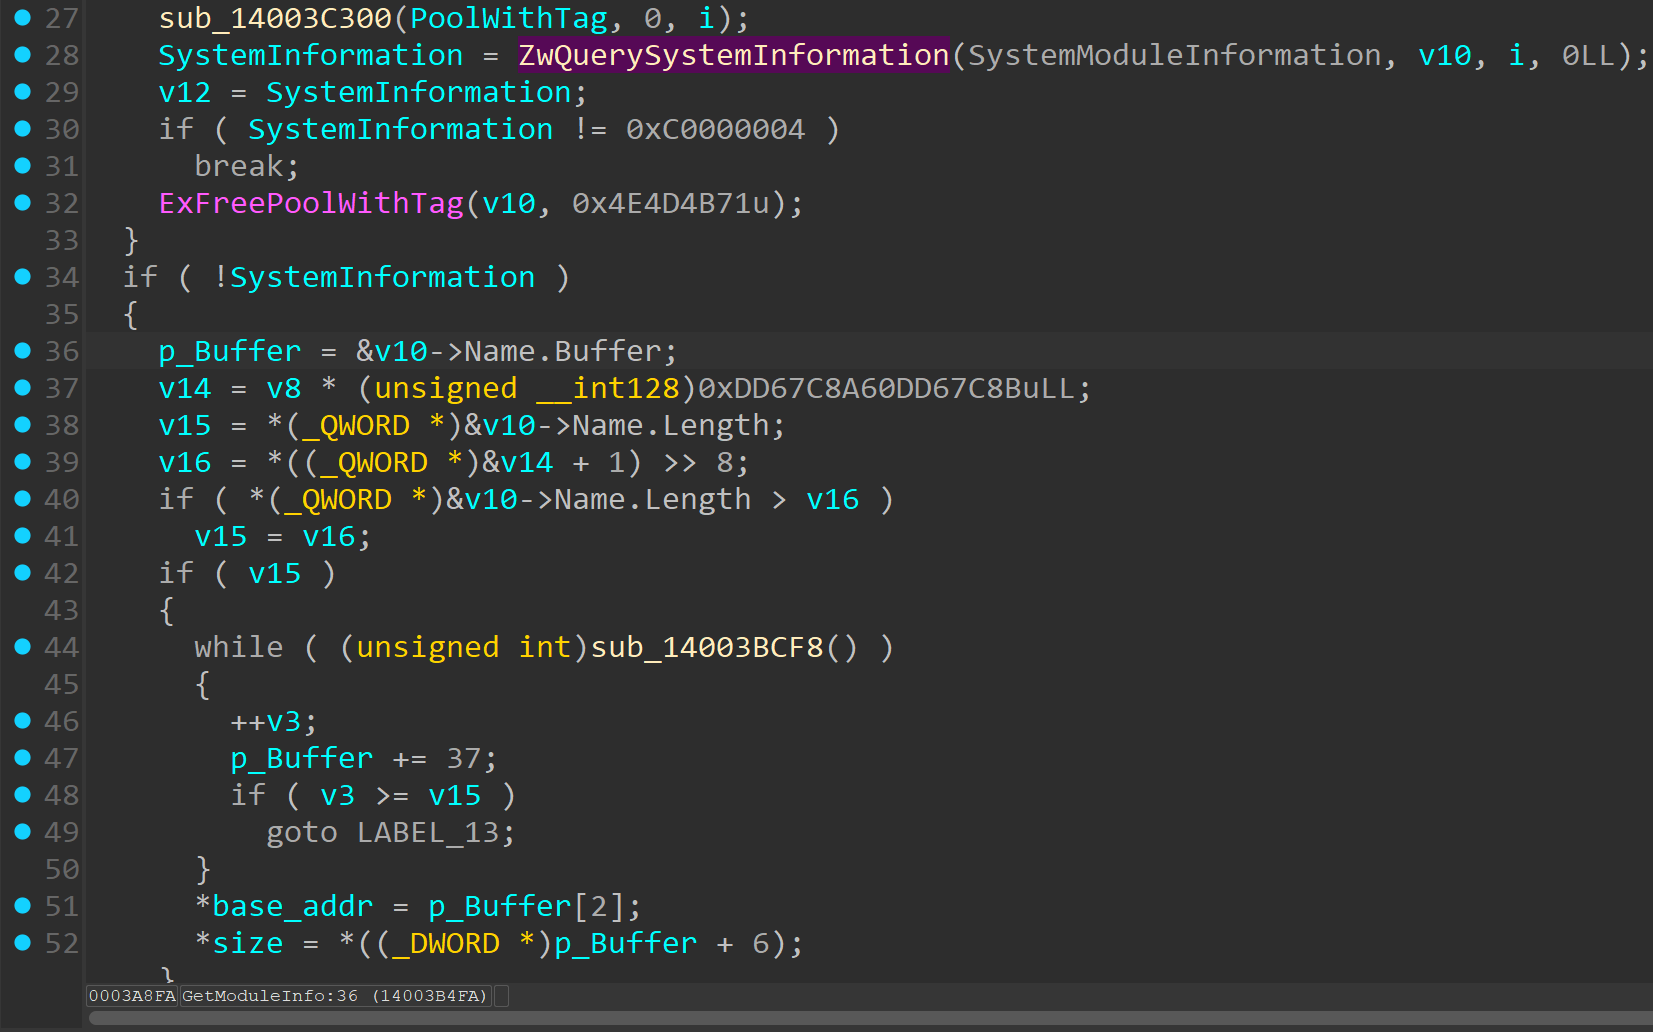 27 sub_14003C300(PoolWithTag, 0, i);
28 SystemInformation = ZwQuerySystemInformation(SystemModuleInformation, v10, i, 0LL);
29 v12 = SystemInformation;
30 if ( SystemInformation != 0xC0000004 )
31 break;
32 ExFreePoolWithTag(v10, 0x4E4D4B71u);
33 }
34 if ( !SystemInformation )
35 {
36 p_Buffer = &v10->Name.Buffer;
37 v14 = v8 * (unsigned __int128)0xDD67C8A60DD67C8BuLL;
38 v15 = *(_QWORD *)&v10->Name.Length;
39 v16 = *((_QWORD *)&v14 + 1) >> 8;
40 if ( *(_QWORD *)&v10->Name.Length > v16 )
41 v15 = v16;
42 if ( v15 )
43 {
44 while ( (unsigned int)sub_14003BCF8() )
45 {
46 ++v3;
47 p_Buffer += 37;
48 if ( v3 >= v15 )
49 goto LABEL_13;
50 }
51 *base_addr = p_Buffer[2];
52 *size = *((_DWORD *)p_Buffer + 6);
}
0003A8FA GetModuleInfo:36 (14003B4FA)